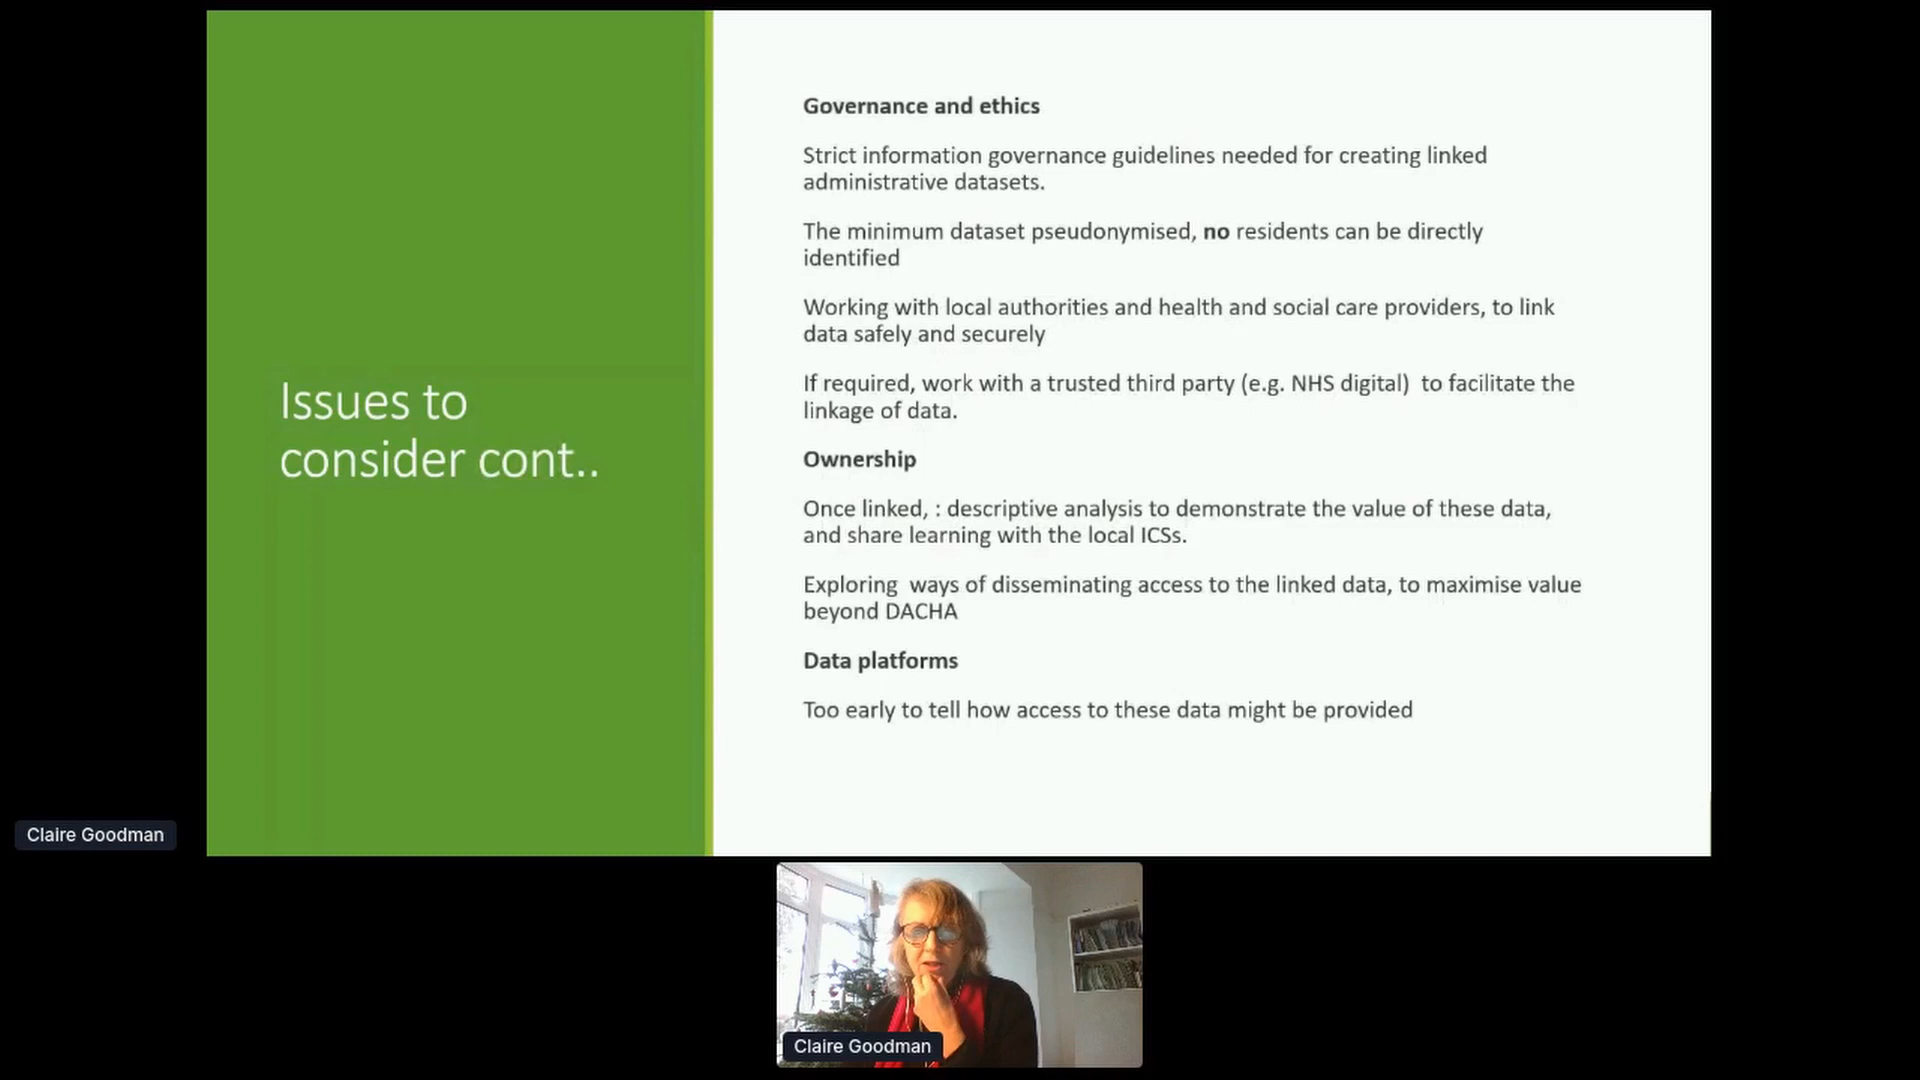 Issues to
consider cont..
Governance and ethics
Strict information governance guidelines needed for creating linked
administrative datasets.
The minimum dataset pseudonymised, no residents can be directly
identified
Working with local authorities and health and social care providers, to link
data safely and securely
If required, work with a trusted third party (e.g. NHS digital)  to facilitate the
linkage of data.
Ownership
Once linked, : descriptive analysis to demonstrate the value of these data,
and share learning with the local ICSs.
Exploring  ways of disseminating access to the linked data, to maximise value
beyond DACHA
Data platforms
Too early to tell how access to these data might be provided
Claire Goodman
Claire Goodman